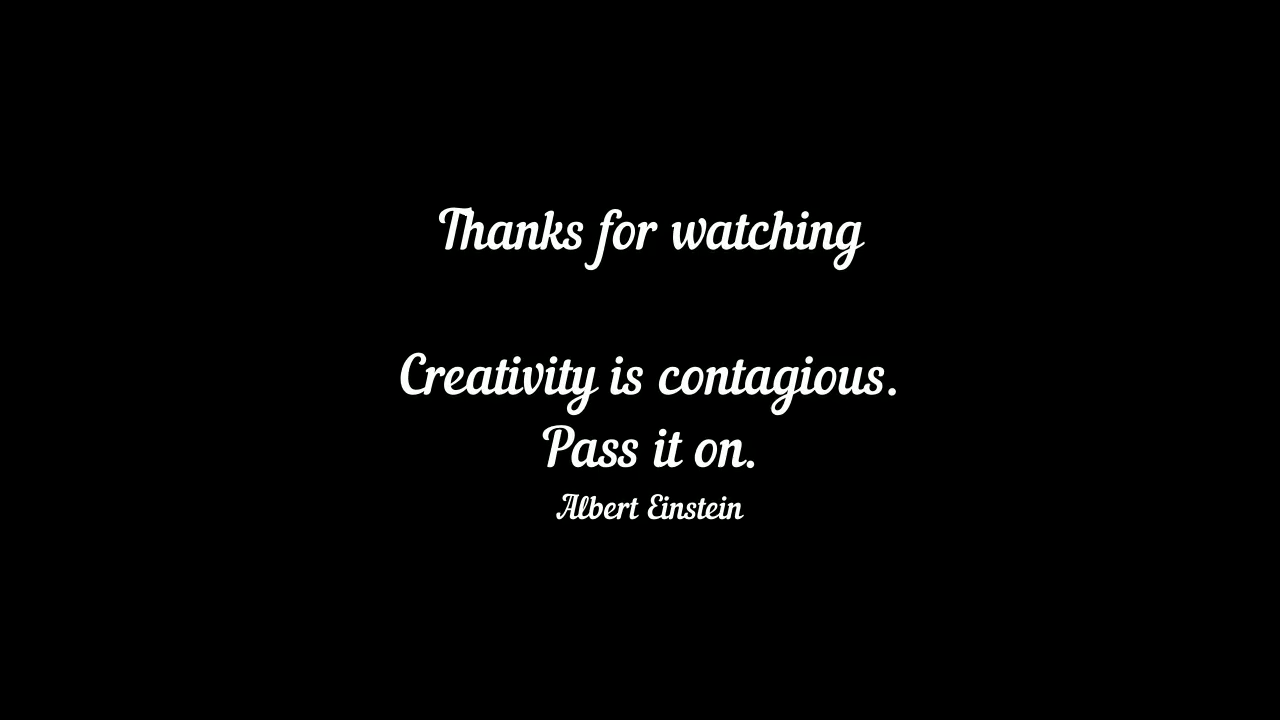 Thanks for watching
Creativity is contagious.
Pass it on.
Albert Einstein